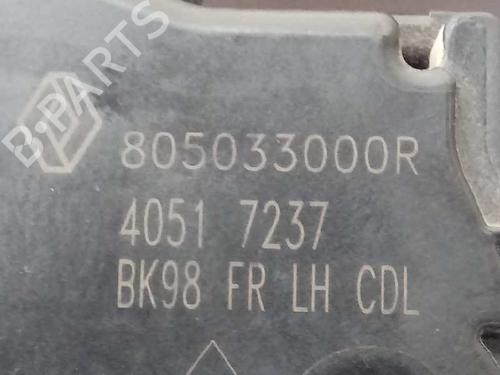 B-PARTS
805033000R
4051 7237
BK98 FR LH CDL